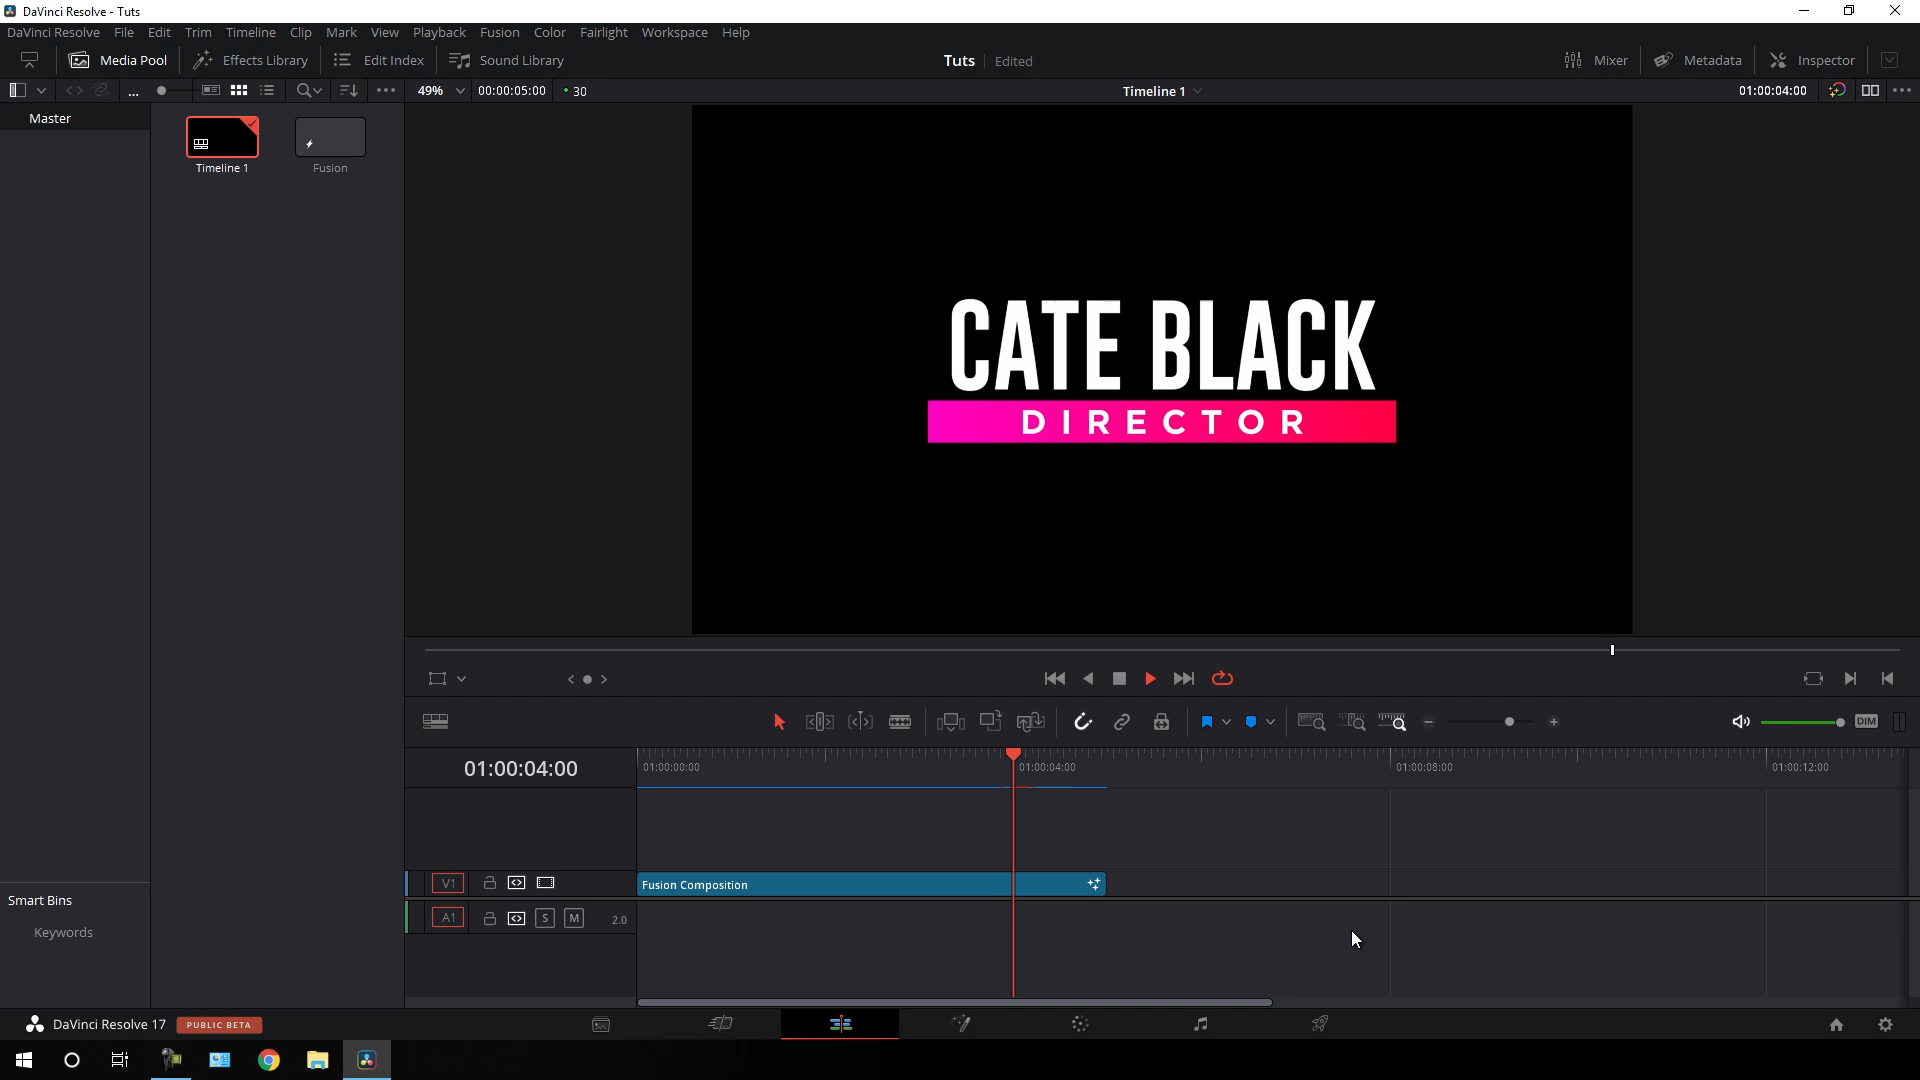 DaVinci Resolve - Tuts
DaVinci Resolve File Edit Trim Timeline Clip Mark View Playback Fusion Color Fairlight Workspace Help
Media Pool Effects Library Edit Index Sound Library Tuts Edited Mixer Metadata Inspector
... 49% 00:00:05:00 30 Timeline 1 01:00:04:00
Master
Timeline 1 Fusion
CATE BLACK
DIRECTOR
DIM
01:00:04:00 01:00:00:00 01:00:04:00 01:00:08:00 01:00:12:00
V1 Fusion Composition
A1 S M 2.0
Smart Bins
Keywords
DaVinci Resolve 17 PUBLIC BETA